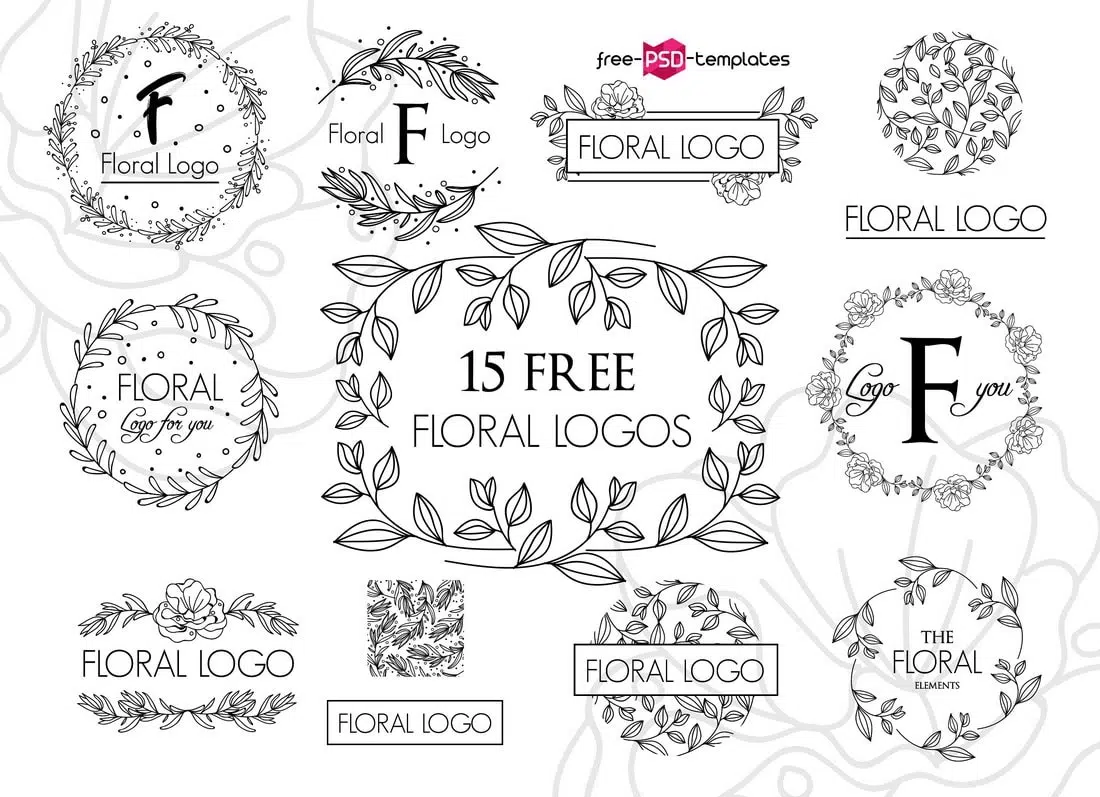 F
Floral Logo
Floral F Logo
free-PSD-templates
FLORAL LOGO
FLORAL LOGO
15 FREE
FLORAL LOGOS
FLORAL
Logo for you
Logo F you
FLORAL LOGO
FLORAL LOGO
FLORAL LOGO
THE
FLORAL
ELEMENTS